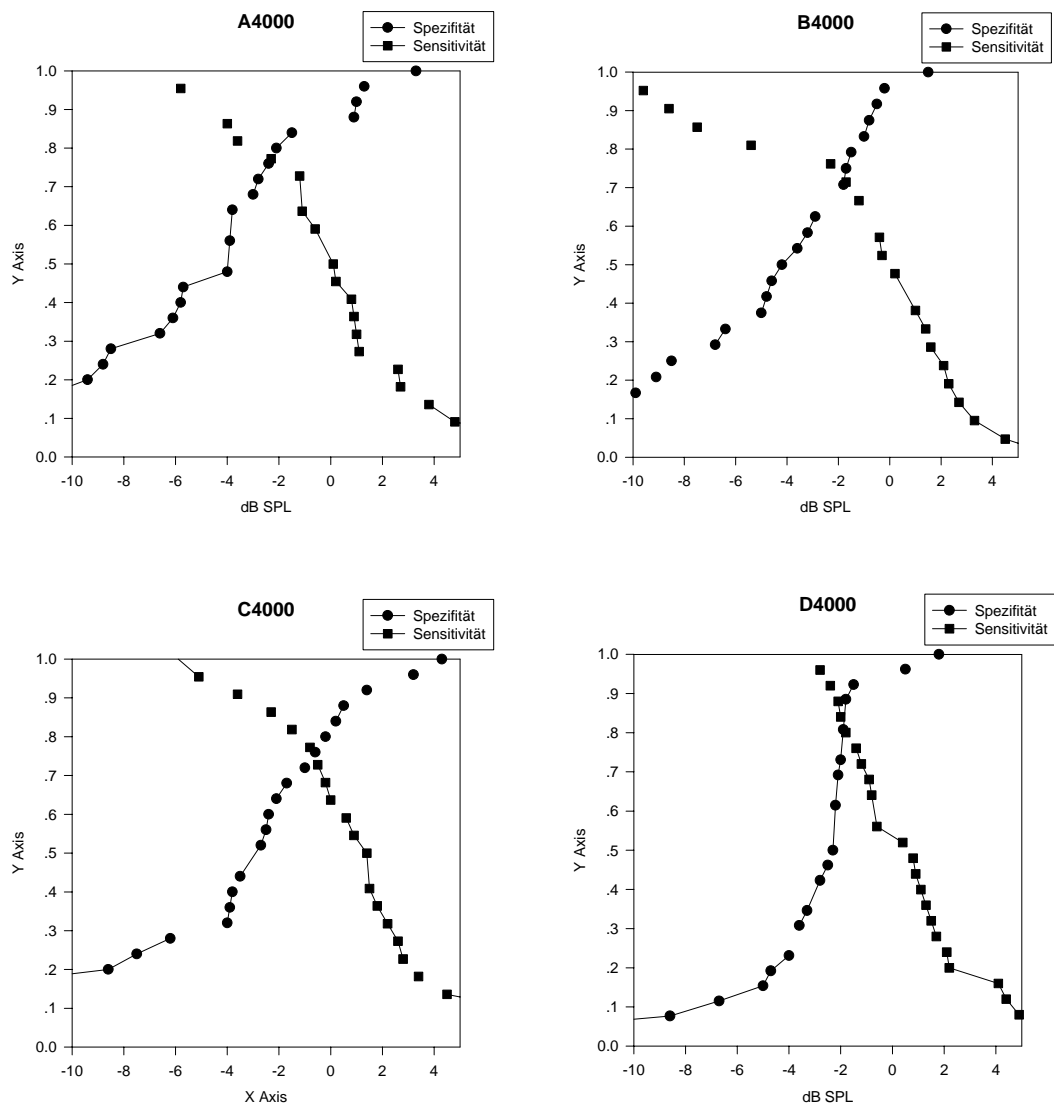 A4000
Spezifität
Sensitivität
1.0
.9
.8
.7
.6
.5
.4
.3
.2
.1
0.0
Y Axis
-10 -8 -6 -4 -2 0 2 4
dB SPL
B4000
Spezifität
Sensitivität
1.0
.9
.8
.7
.6
.5
.4
.3
.2
.1
0.0
Y Axis
-10 -8 -6 -4 -2 0 2 4
dB SPL
C4000
Spezifität
Sensitivität
1.0
.9
.8
.7
.6
.5
.4
.3
.2
.1
0.0
Y Axis
-10 -8 -6 -4 -2 0 2 4
X Axis
D4000
Spezifität
Sensitivität
1.0
.9
.8
.7
.6
.5
.4
.3
.2
.1
0.0
Y Axis
-10 -8 -6 -4 -2 0 2 4
dB SPL